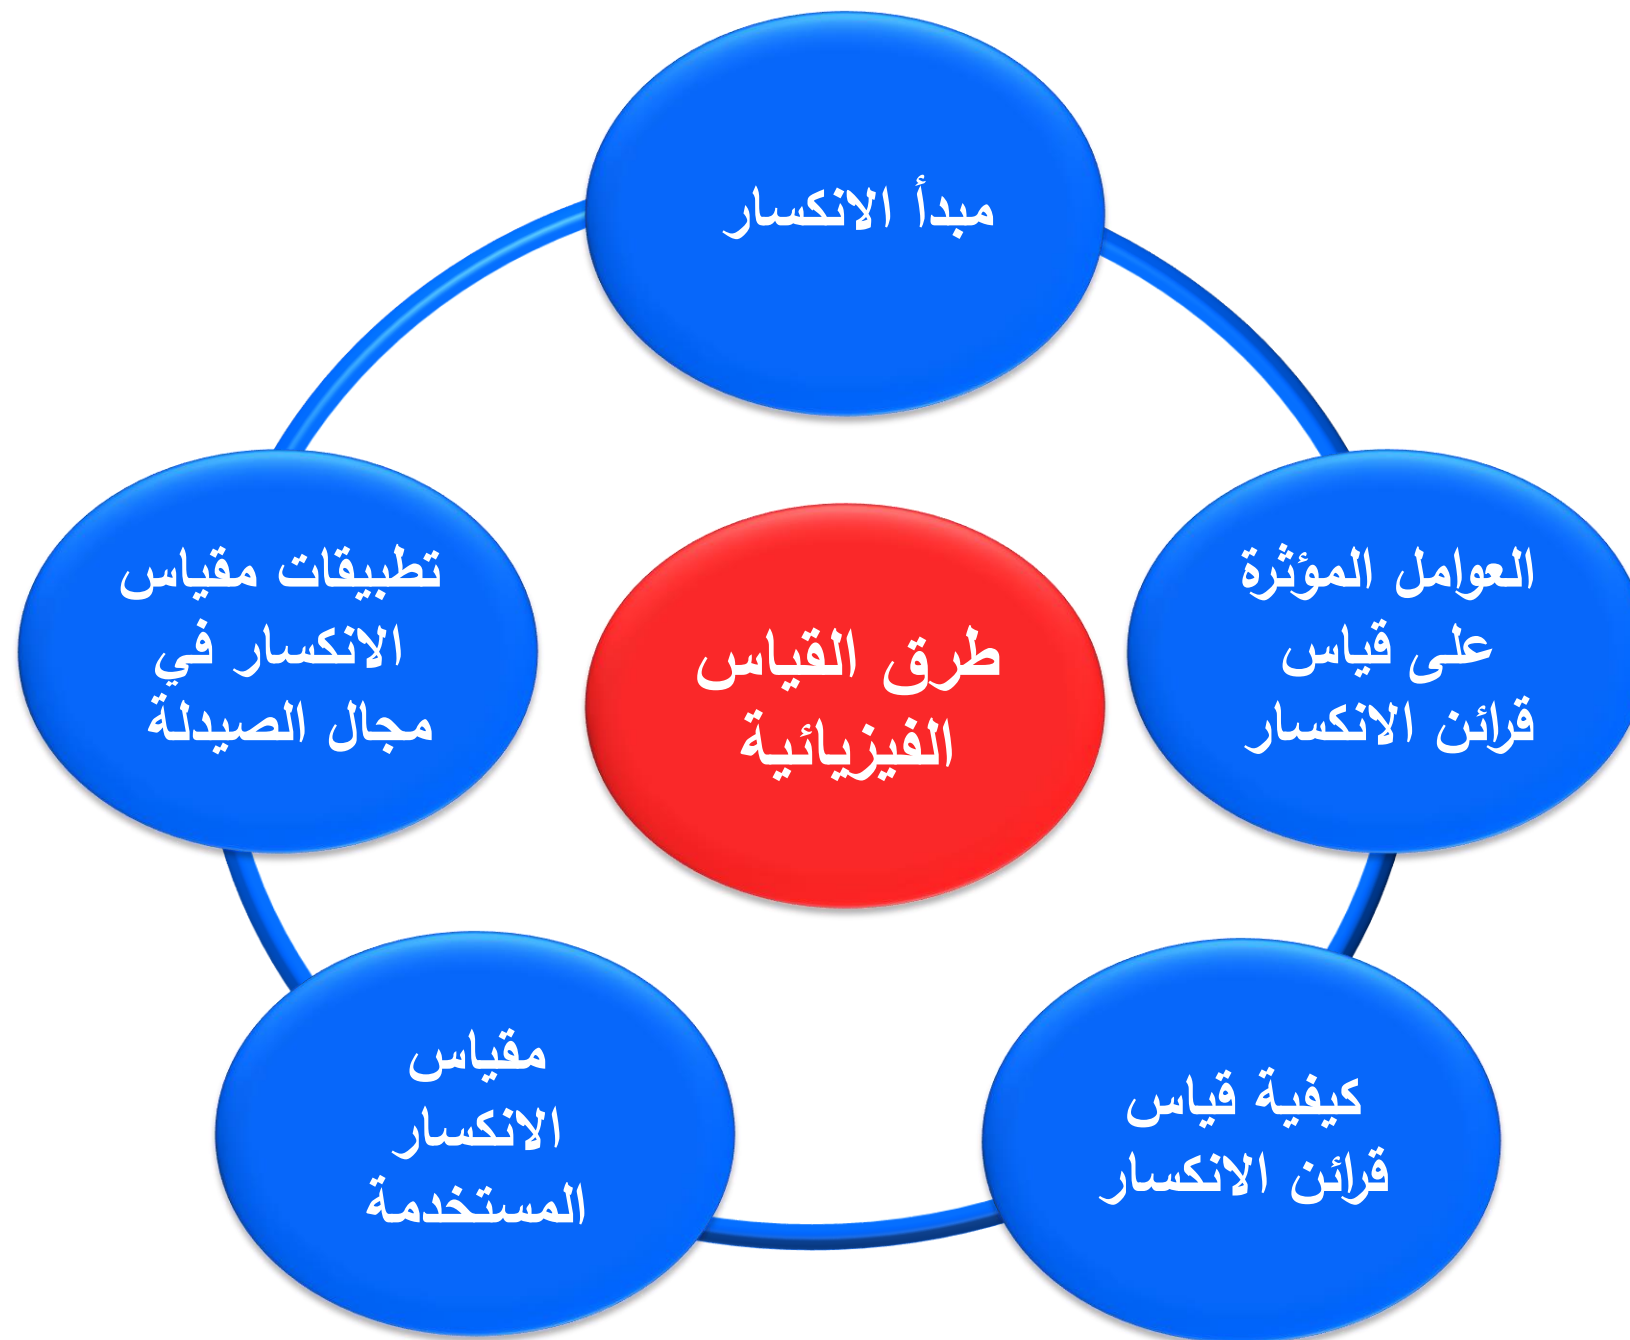 مبدأ الانكسار
العوامل المؤثرة
على قياس
قرائن الانكسار
كيفية قياس
قرائن الانكسار
مقياس
الانكسار
المستخدمة
تطبيقات مقياس
الانكسار في
مجال الصيدلة
طرق القياس
الفيزيائية